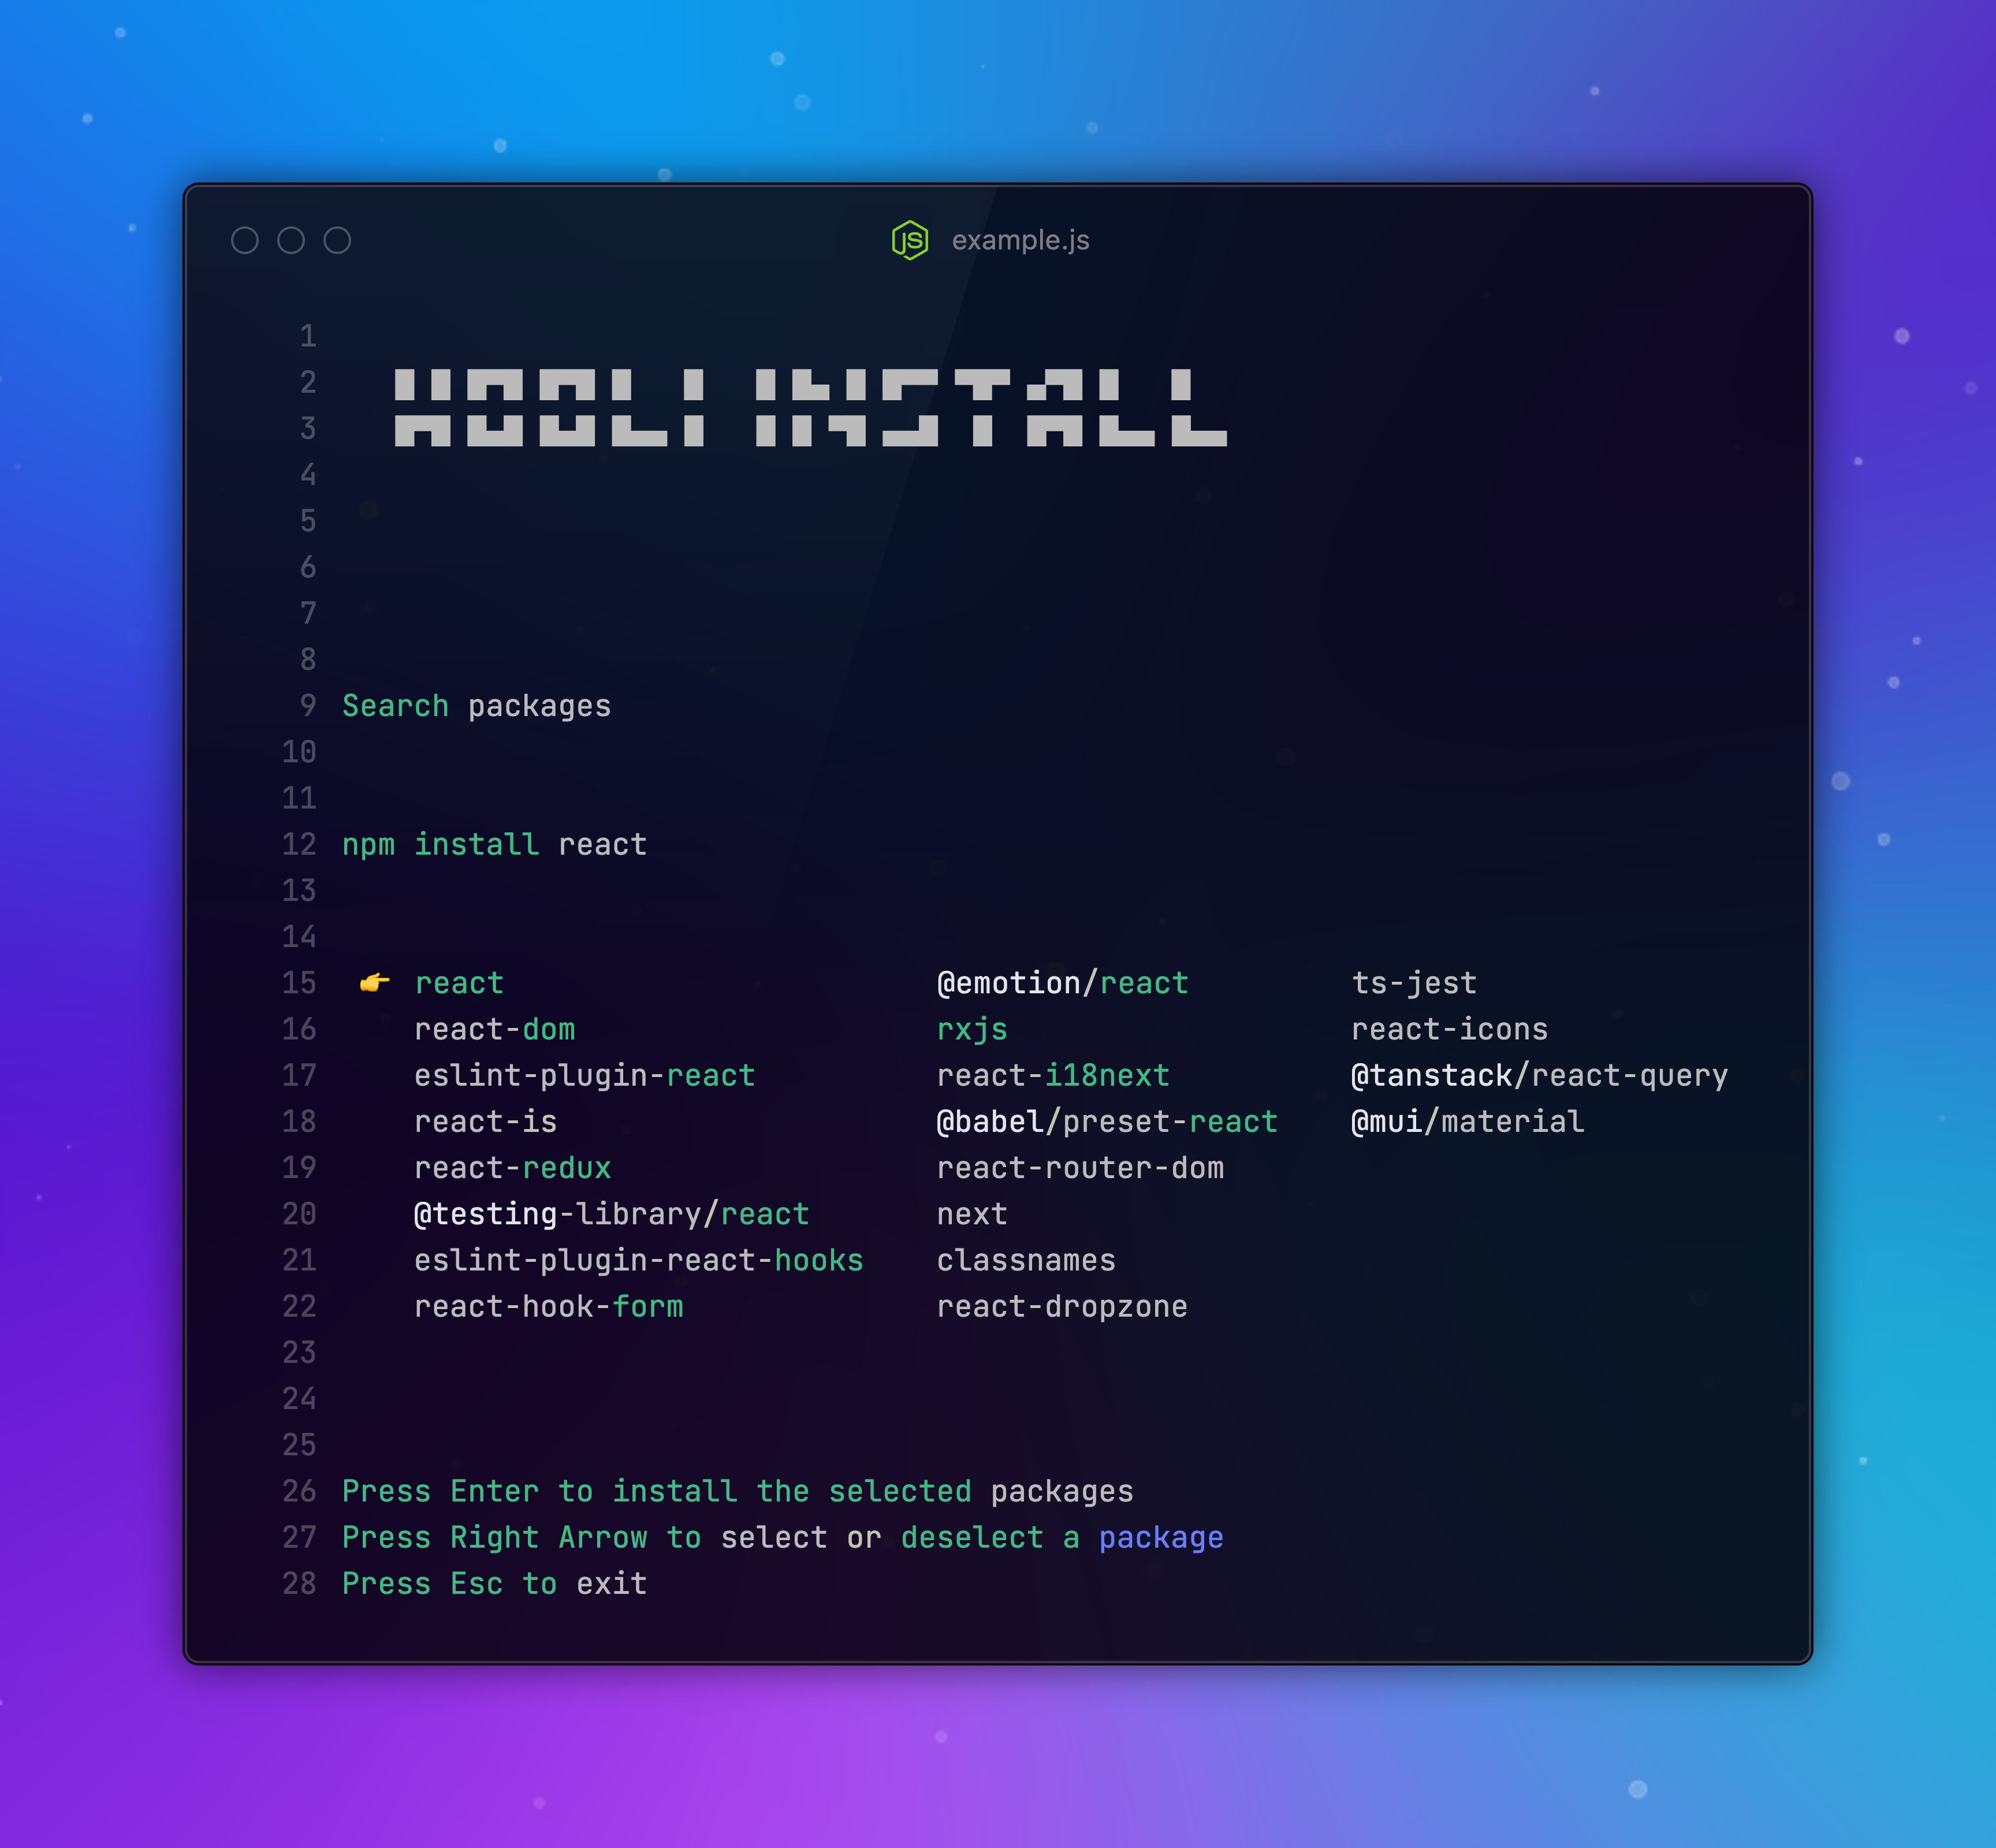 example.js
1
2 HOOLI INSTALL
3
4
5
6
7
8
9 Search packages
10
11
12 npm install react
13
14
15 👉 react @emotion/react ts-jest
16 react-dom rxjs react-icons
17 eslint-plugin-react react-i18next @tanstack/react-query
18 react-is @babel/preset-react @mui/material
19 react-redux react-router-dom
20 @testing-library/react next
21 eslint-plugin-react-hooks classnames
22 react-hook-form react-dropzone
23
24
25
26 Press Enter to install the selected packages
27 Press Right Arrow to select or deselect a package
28 Press Esc to exit